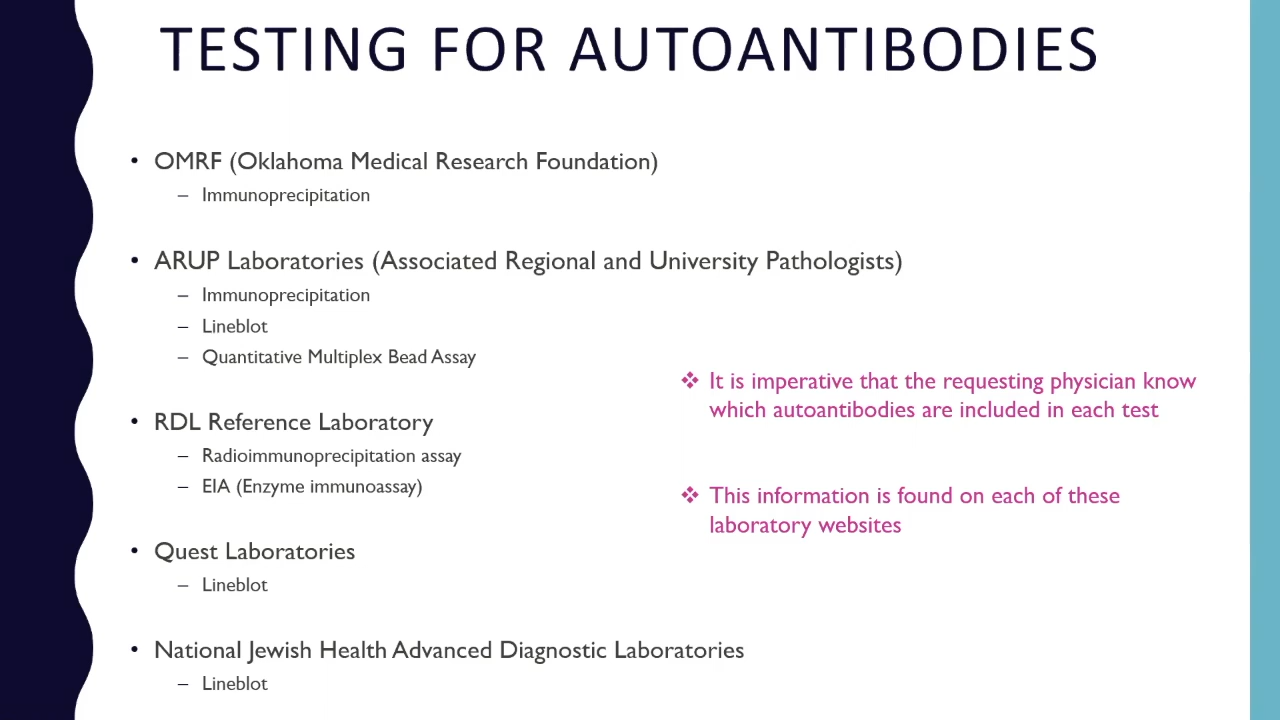 TESTING FOR AUTOANTIBODIES
• OMRF (Oklahoma Medical Research Foundation)
– Immunoprecipitation
• ARUP Laboratories (Associated Regional and University Pathologists)
– Immunoprecipitation
– Lineblot
– Quantitative Multiplex Bead Assay
• RDL Reference Laboratory
– Radioimmunoprecipitation assay
– EIA (Enzyme immunoassay)
• Quest Laboratories
– Lineblot
• National Jewish Health Advanced Diagnostic Laboratories
– Lineblot
❖ It is imperative that the requesting physician know
which autoantibodies are included in each test
❖ This information is found on each of these
laboratory websites